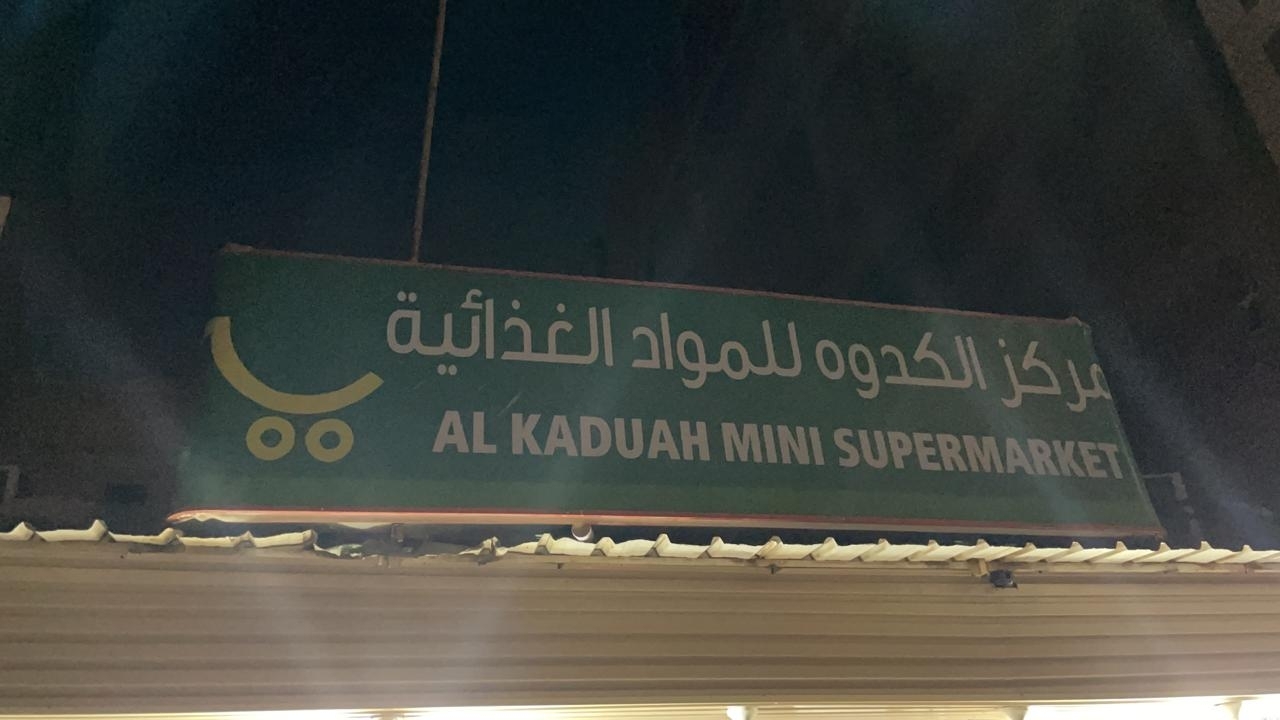 مركز الكدوه للمواد الغذائية
AL KADUAH MINI SUPERMARKET